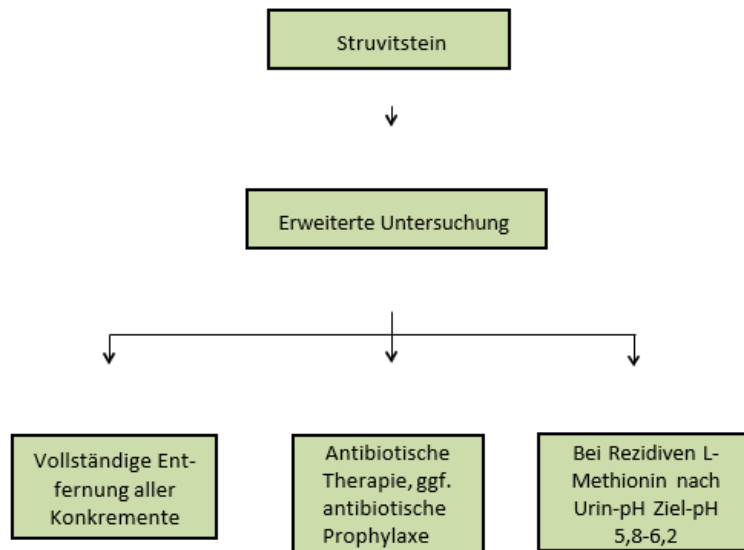 Struvitstein
Erweiterte Untersuchung
Vollständige Ent-
fernung aller
Konkremente
Antibiotische
Therapie, ggf.
antibiotische
Prophylaxe
Bei Rezidiven L-
Methionin nach
Urin-pH Ziel-pH
5,8-6,2